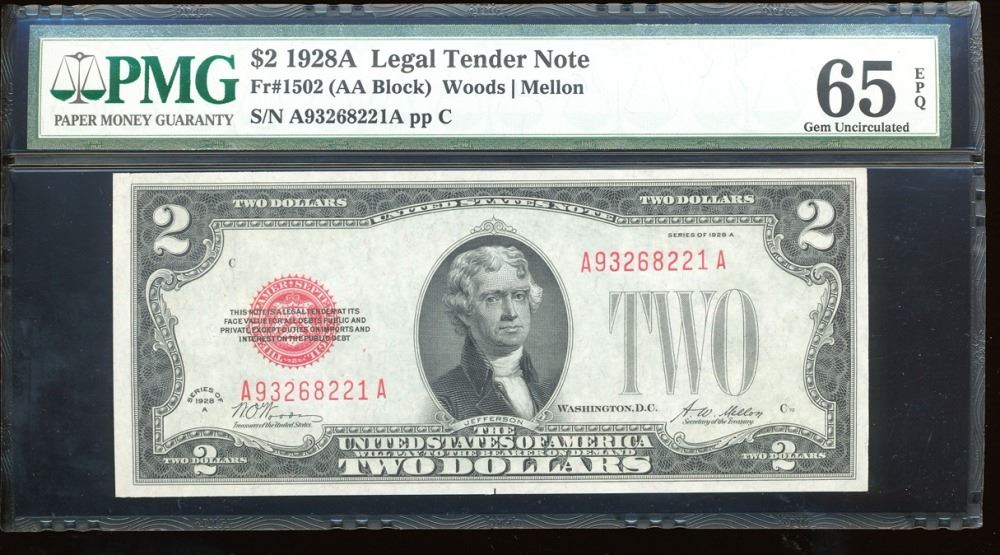 PMG
PAPER MONEY GUARANTY
$2 1928A Legal Tender Note
Fr#1502 (AA Block) Woods | Mellon
S/N A93268221A pp C
65 EPQ
Gem Uncirculated
TWO DOLLARS
UNITED STATES NOTE
TWO DOLLARS
2
2
SERIES OF 1928 A
C
A93268221 A
THIS NOTE IS A LEGAL TENDER AT ITS
FACE VALUE FOR ALL DEBTS PUBLIC AND
PRIVATE EXCEPT DUTIES ON IMPORTS AND
INTEREST ON THE PUBLIC DEBT
TWO
A93268221 A
SERIES OF
1928
A
W.O. Woods
Treasurer of the United States.
JEFFERSON
WASHINGTON, D.C.
A. W. Mellon
Secretary of the Treasury.
C
THE
UNITED STATES OF AMERICA
WILL PAY TO THE BEARER ON DEMAND
TWO DOLLARS
2
TWO DOLLARS
2
TWO DOLLARS